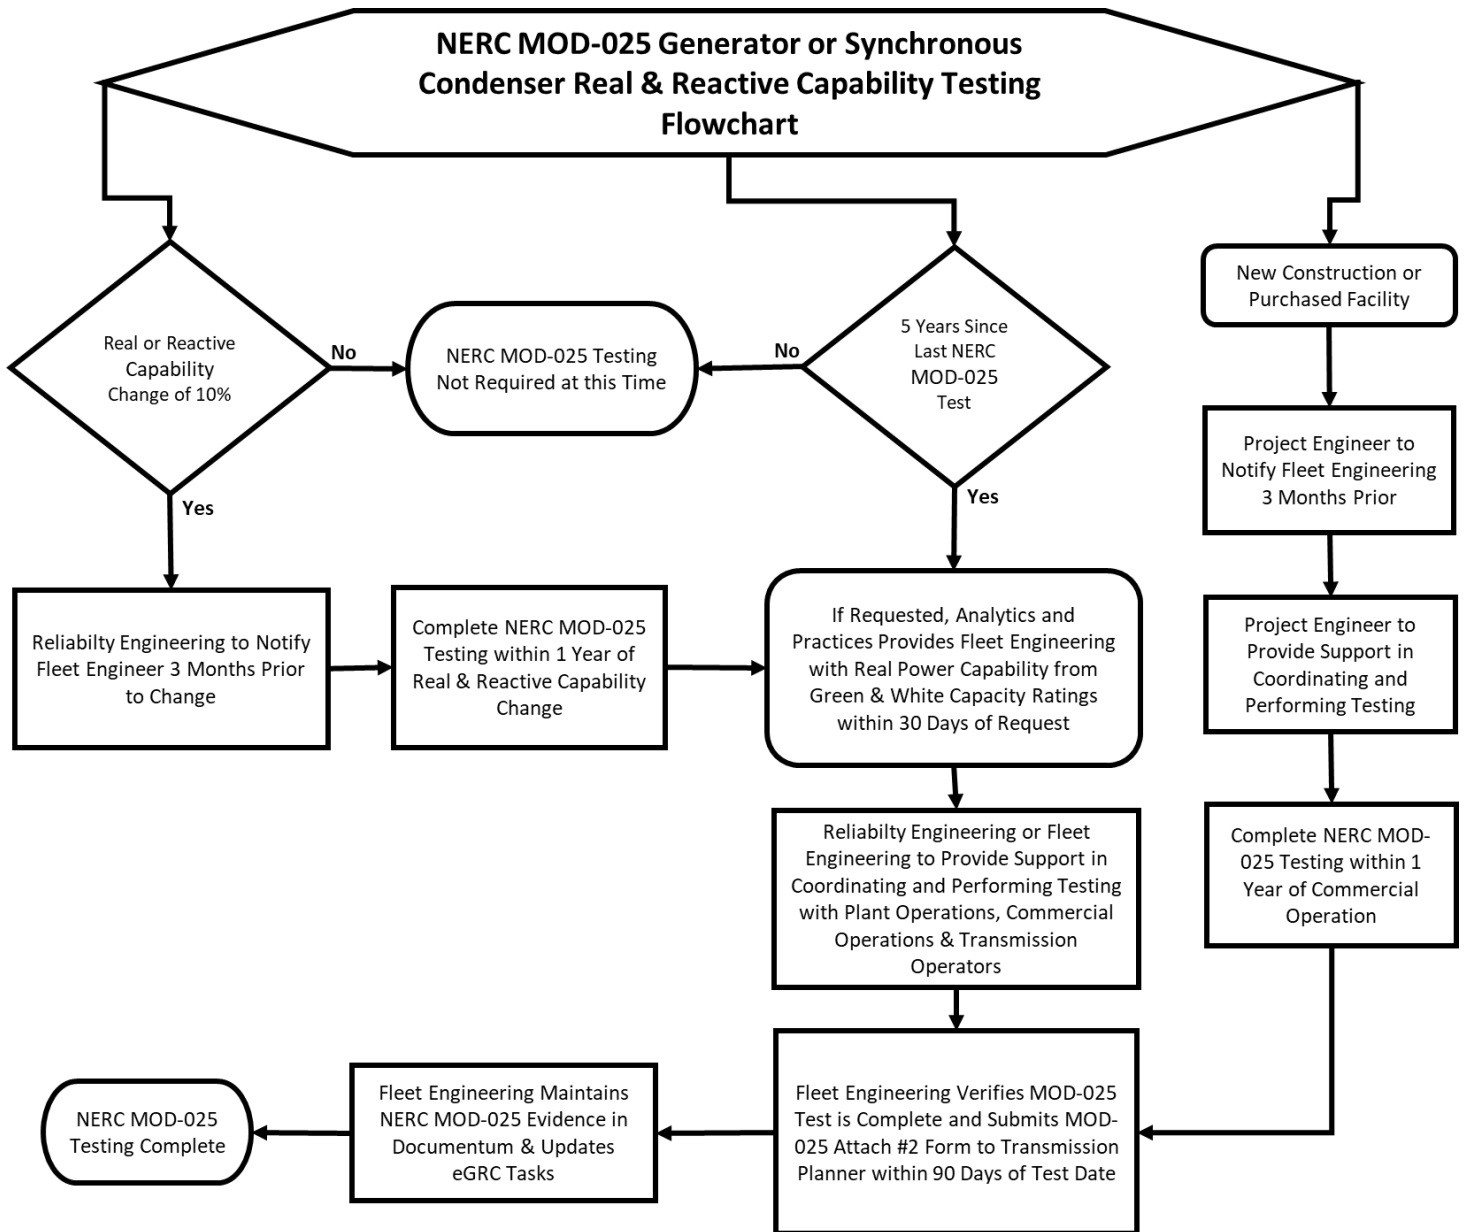 NERC MOD-025 Generator or Synchronous
Condenser Real & Reactive Capability Testing
Flowchart
Real or Reactive
Capability
Change of 10%
No
Yes
NERC MOD-025 Testing
Not Required at this Time
No
5 Years Since
Last NERC
MOD-025
Test
Yes
New Construction or
Purchased Facility
Project Engineer to
Notify Fleet Engineering
3 Months Prior
Reliabilty Engineering to Notify
Fleet Engineer 3 Months Prior
to Change
Complete NERC MOD-025
Testing within 1 Year of
Real & Reactive Capability
Change
If Requested, Analytics and
Practices Provides Fleet Engineering
with Real Power Capability from
Green & White Capacity Ratings
within 30 Days of Request
Project Engineer to
Provide Support in
Coordinating and
Performing Testing
Reliabilty Engineering or Fleet
Engineering to Provide Support in
Coordinating and Performing Testing
with Plant Operations, Commercial
Operations & Transmission
Operators
Complete NERC MOD-
025 Testing within 1
Year of Commercial
Operation
Fleet Engineering Verifies MOD-025
Test is Complete and Submits MOD-
025 Attach #2 Form to Transmission
Planner within 90 Days of Test Date
Fleet Engineering Maintains
NERC MOD-025 Evidence in
Documentum & Updates
eGRC Tasks
NERC MOD-025
Testing Complete